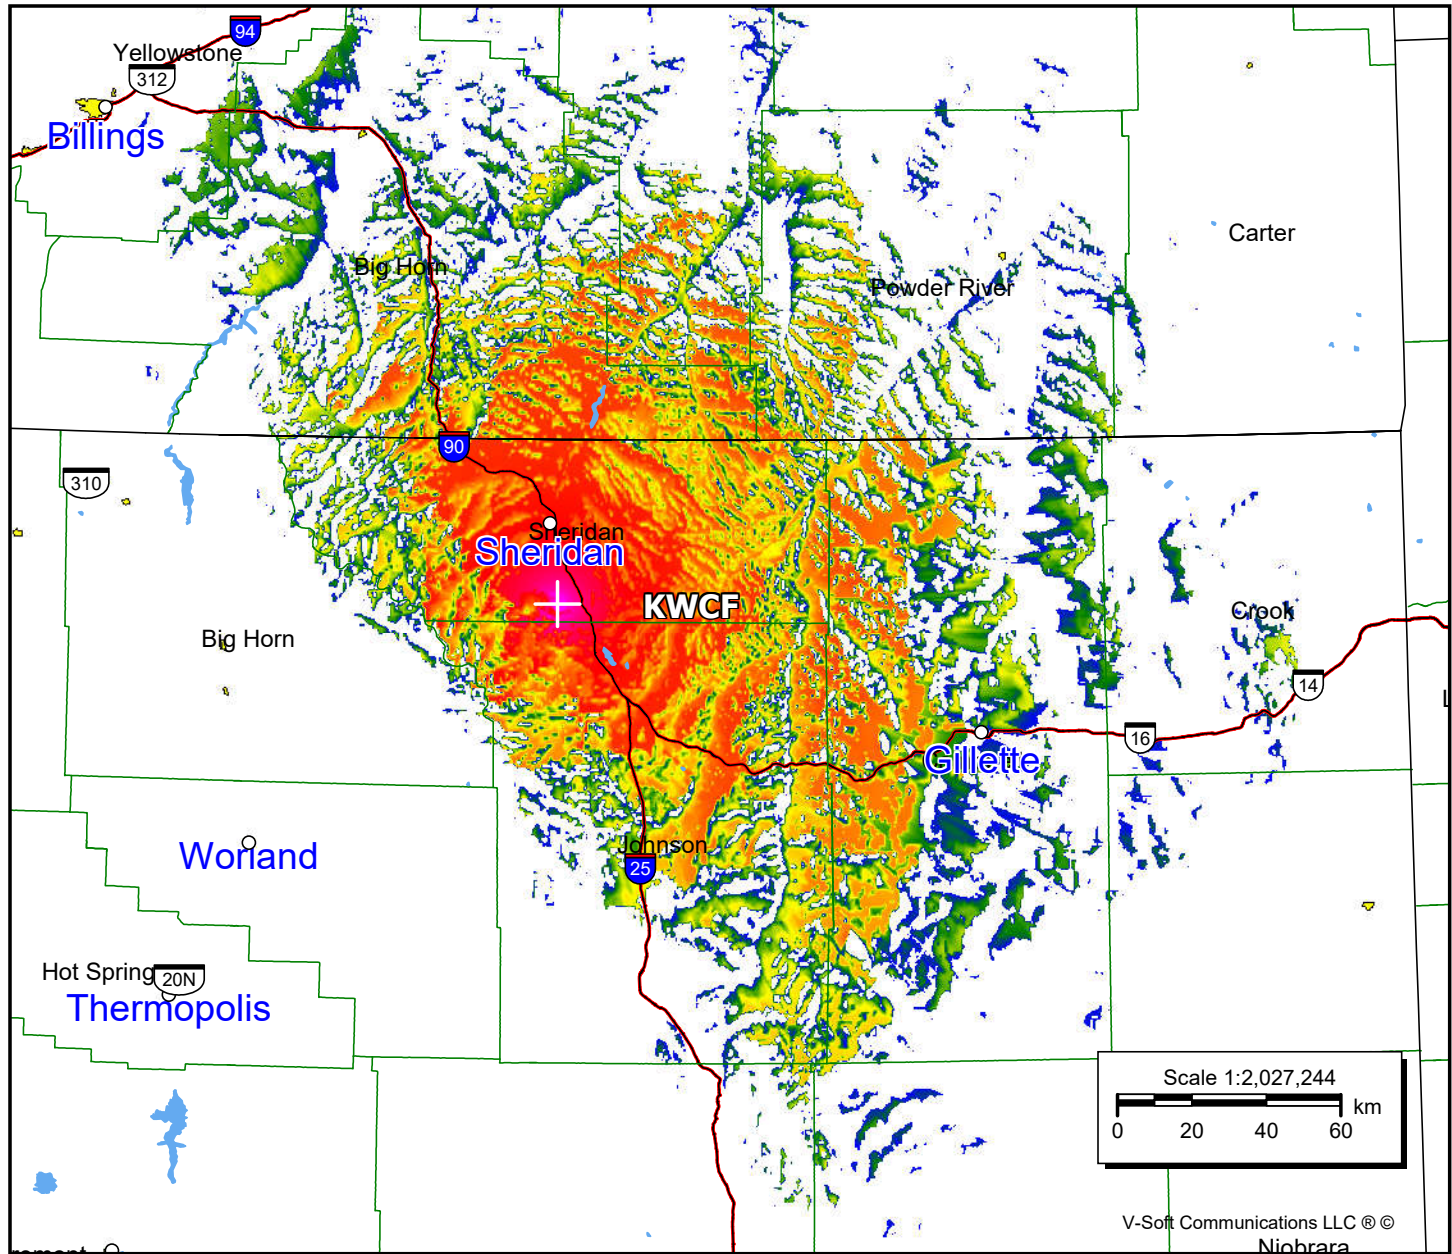 94
Yellowstone
312
Billings
Carter
Big Horn
Powder River
90
310
Sheridan
Sheridan
KWCF
Crook
Big Horn
14
16
Gillette
Johnson
Worland
25
Hot Spring
20N
Thermopolis
Scale 1:2,027,244
km
0 20 40 60
V-Soft Communications LLC ® ©
Niobrara